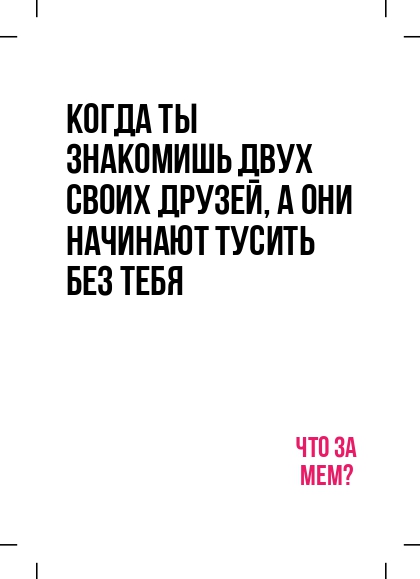 КОГДА ТЫ
ЗНАКОМИШЬ ДВУХ
СВОИХ ДРУЗЕЙ, А ОНИ
НАЧИНАЮТ ТУСИТЬ
БЕЗ ТЕБЯ
ЧТО ЗА
МЕМ?